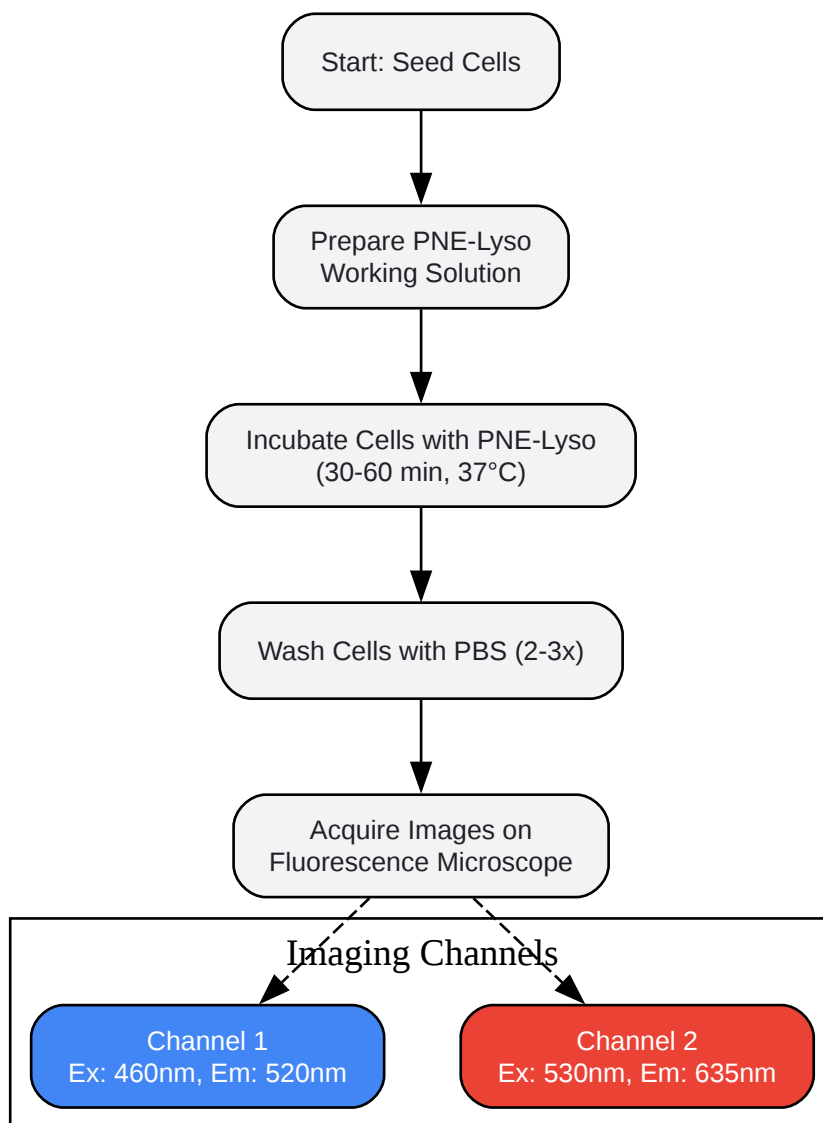 Start: Seed Cells
Prepare PNE-Lyso
Working Solution
Incubate Cells with PNE-Lyso
(30-60 min, 37°C)
Wash Cells with PBS (2-3x)
Acquire Images on
Fluorescence Microscope
Imaging Channels
Channel 1
Ex: 460nm, Em: 520nm
Channel 2
Ex: 530nm, Em: 635nm